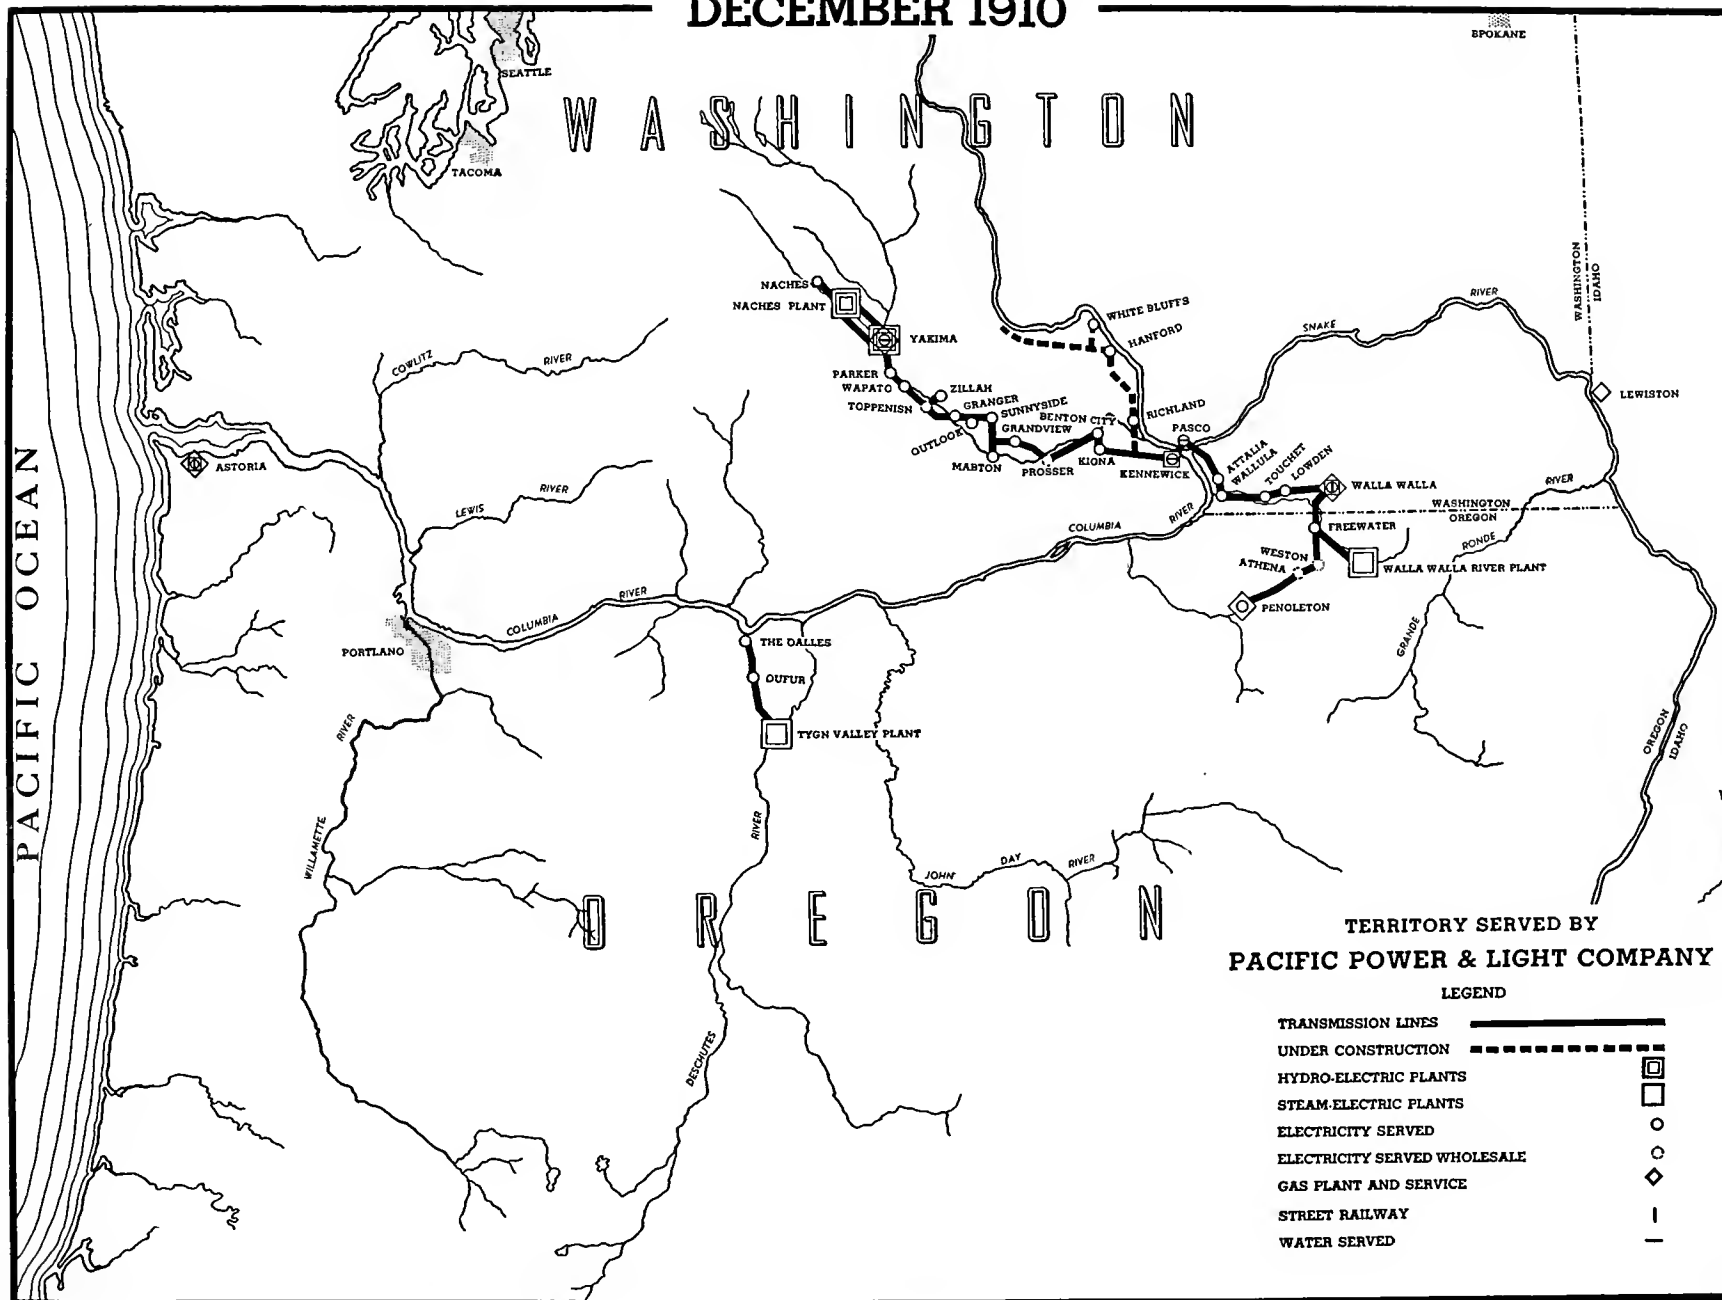 DECEMBER 1910
SPOKANE
SEATTLE
WASHINGTON
TACOMA
WASHINGTON
IDAHO
NACHES
NACHES PLANT
YAKIMA
WHITE BLUFFS
HANFORD
RIVER
SNAKE
COWLITZ
RIVER
PARKER
WAPATO
ZILLAH
TOPPENISH
GRANGER
SUNNYSIDE
OUTLOOK
GRANDVIEW
BENTON CITY
RICHLAND
PASCO
LEWISTON
MABTON
PROSSER
KIONA
KENNEWICK
ATTALIA
WALLULA
TOUCHET
LOWDEN
WALLA WALLA
ASTORIA
PACIFIC OCEAN
LEWIS
RIVER
COLUMBIA
RIVER
WASHINGTON
OREGON
RIVER
RONDE
GRANDE
FREEWATER
WESTON
ATHENA
WALLA WALLA RIVER PLANT
PENOLETON
COLUMBIA
RIVER
PORTLANO
THE OALLES
OUFUR
TYGN VALLEY PLANT
RIVER
WILLAMETTE
RIVER
DESCHUTES
JOHN
DAY
RIVER
OREGON
IDAHO
OREGON
TERRITORY SERVED BY
PACIFIC POWER & LIGHT COMPANY
LEGEND
TRANSMISSION LINES
UNDER CONSTRUCTION
HYDRO-ELECTRIC PLANTS
STEAM-ELECTRIC PLANTS
ELECTRICITY SERVED
ELECTRICITY SERVED WHOLESALE
GAS PLANT AND SERVICE
STREET RAILWAY
WATER SERVED